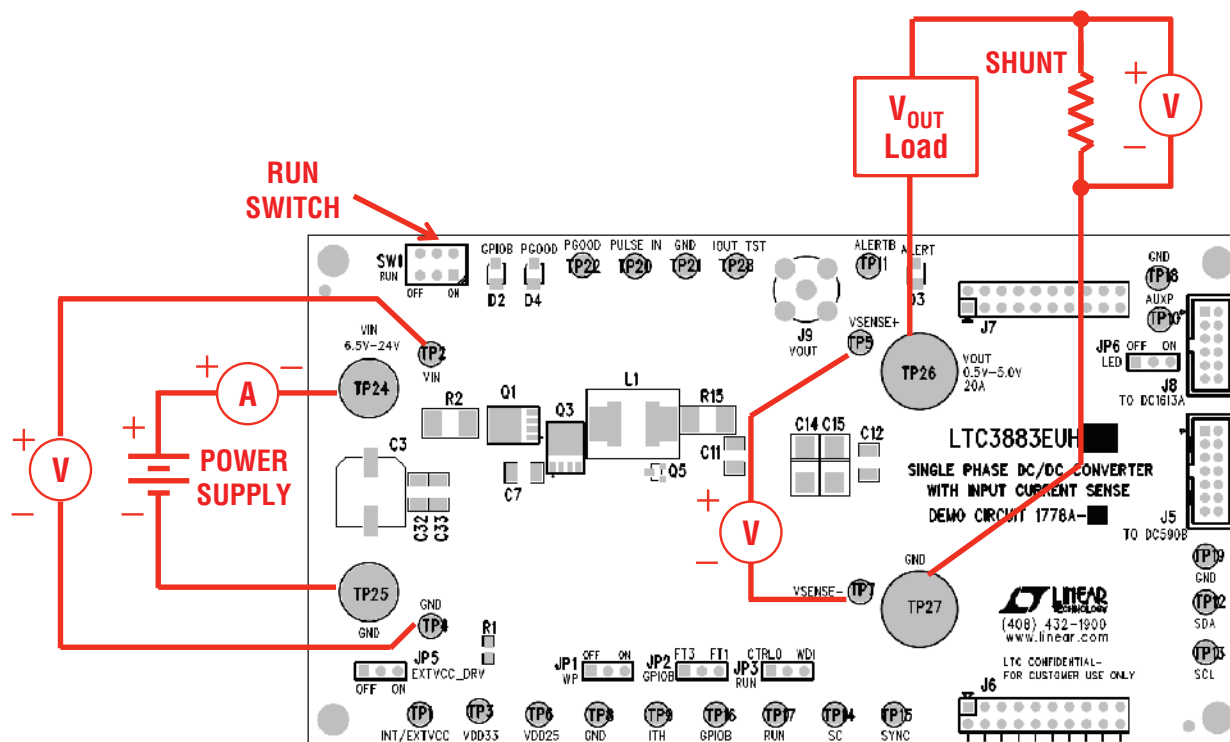 SHUNT
+
V
−
VOUT
Load
RUN
SWITCH
SW1
RUN
OFF ON
GPIOB
D2
PGOOD
D4
PGOOD
TP22
PULSE IN
TP20
GND
TP21
IOUT TST
TP23
J9
VOUT
ALERTB
TP11
ALERT
D3
J7
GND
TP18
AUXP
TP10
JP6
OFF ON
LED
J8
TO DC1613A
VIN
6.5V-24V
TP24
TP2
VIN
+ A −
+
V
−
+
POWER
SUPPLY
−
R2
Q1
Q3
L1
R15
C3
C32
C33
C7
Q5
C11
C14
C15
C12
VSENSE+
TP5
TP26
VOUT
0.5V-5.0V
20A
LTC3883EUH
SINGLE PHASE DC/DC CONVERTER
WITH INPUT CURRENT SENSE
DEMO CIRCUIT 1778A-
J5
TO DC590B
+
V
−
VSENSE-
TP7
GND
TP27
TP25
GND
GND
TP4
R1
JP5
EXTVCC_DRV
OFF ON
OFF ON
JP1
WP
FT3 FT1
JP2
GPIOB
CTRL0 WDI
JP3
RUN
LINEAR
TECHNOLOGY
(408) 432-1900
www.linear.com
LTC CONFIDENTIAL-
FOR CUSTOMER USE ONLY
TP19
GND
TP12
SDA
TP13
SCL
J6
TP1
INT/EXTVCC
TP3
VDD33
TP6
VDD25
TP8
GND
TP9
ITH
TP16
GPIOB
TP17
RUN
TP14
SC
TP15
SYNC